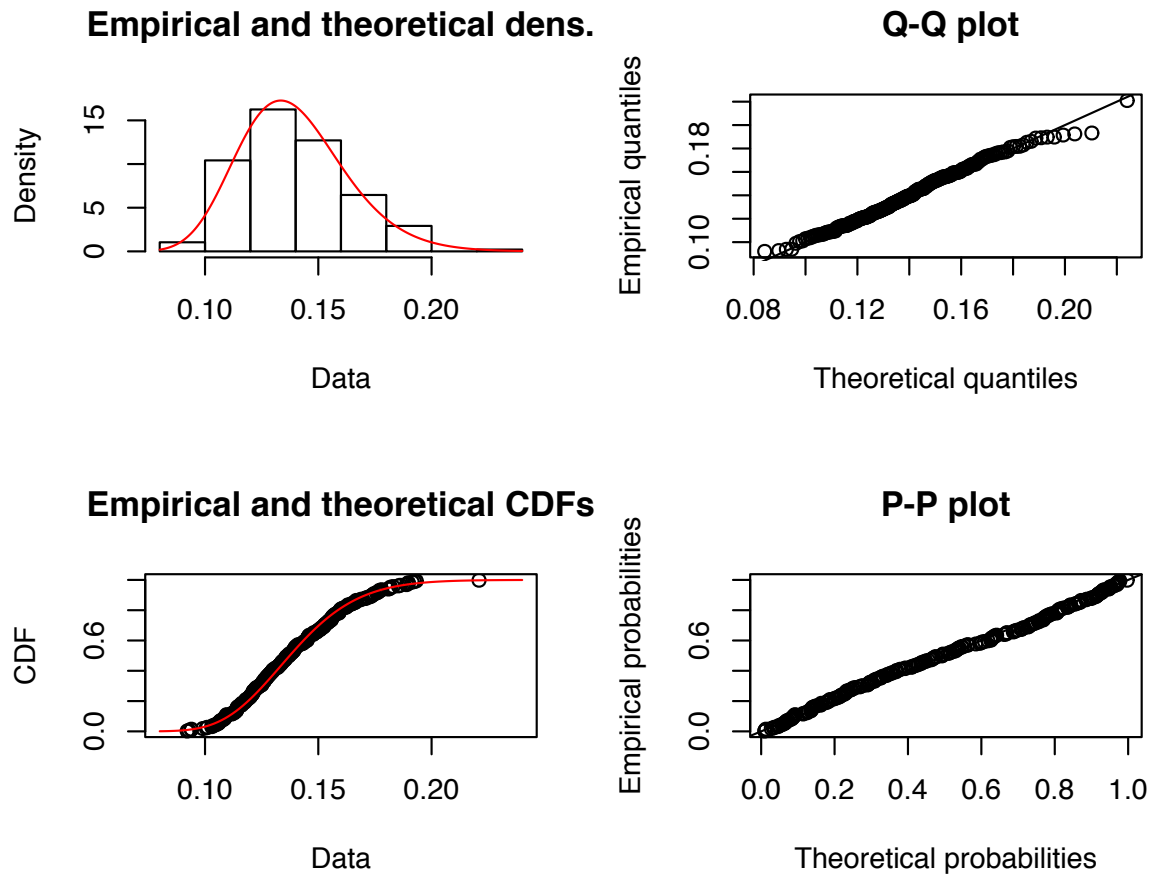 Empirical and theoretical dens.
Density
0 5 15
0.10 0.15 0.20
Data
Q-Q plot
Empirical quantiles
0.10 0.18
0.08 0.12 0.16 0.20
Theoretical quantiles
Empirical and theoretical CDFs
CDF
0.0 0.6
0.10 0.15 0.20
Data
P-P plot
Empirical probabilities
0.0 0.6
0.0 0.2 0.4 0.6 0.8 1.0
Theoretical probabilities